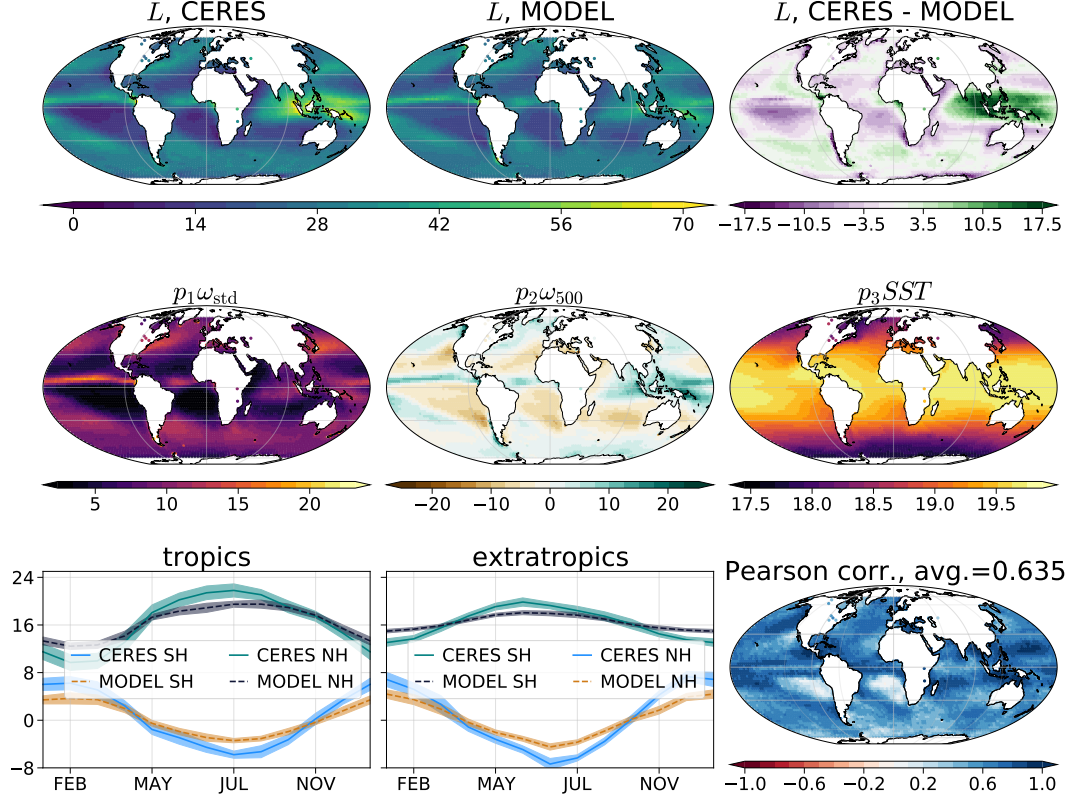 L, CERES
L, MODEL
L, CERES - MODEL
0 14 28 42 56 70
−17.5 −10.5 −3.5 3.5 10.5 17.5
p₁ω_std
p₂ω₅₀₀
p₃SST
5 10 15 20
−20 −10 0 10 20
17.5 18.0 18.5 19.0 19.5
tropics
extratropics
Pearson corr., avg.=0.635
24
16
8
0
−8
CERES SH
CERES NH
MODEL SH
MODEL NH
FEB MAY JUL NOV
CERES SH
CERES NH
MODEL SH
MODEL NH
FEB MAY JUL NOV
−1.0 −0.6 −0.2 0.2 0.6 1.0